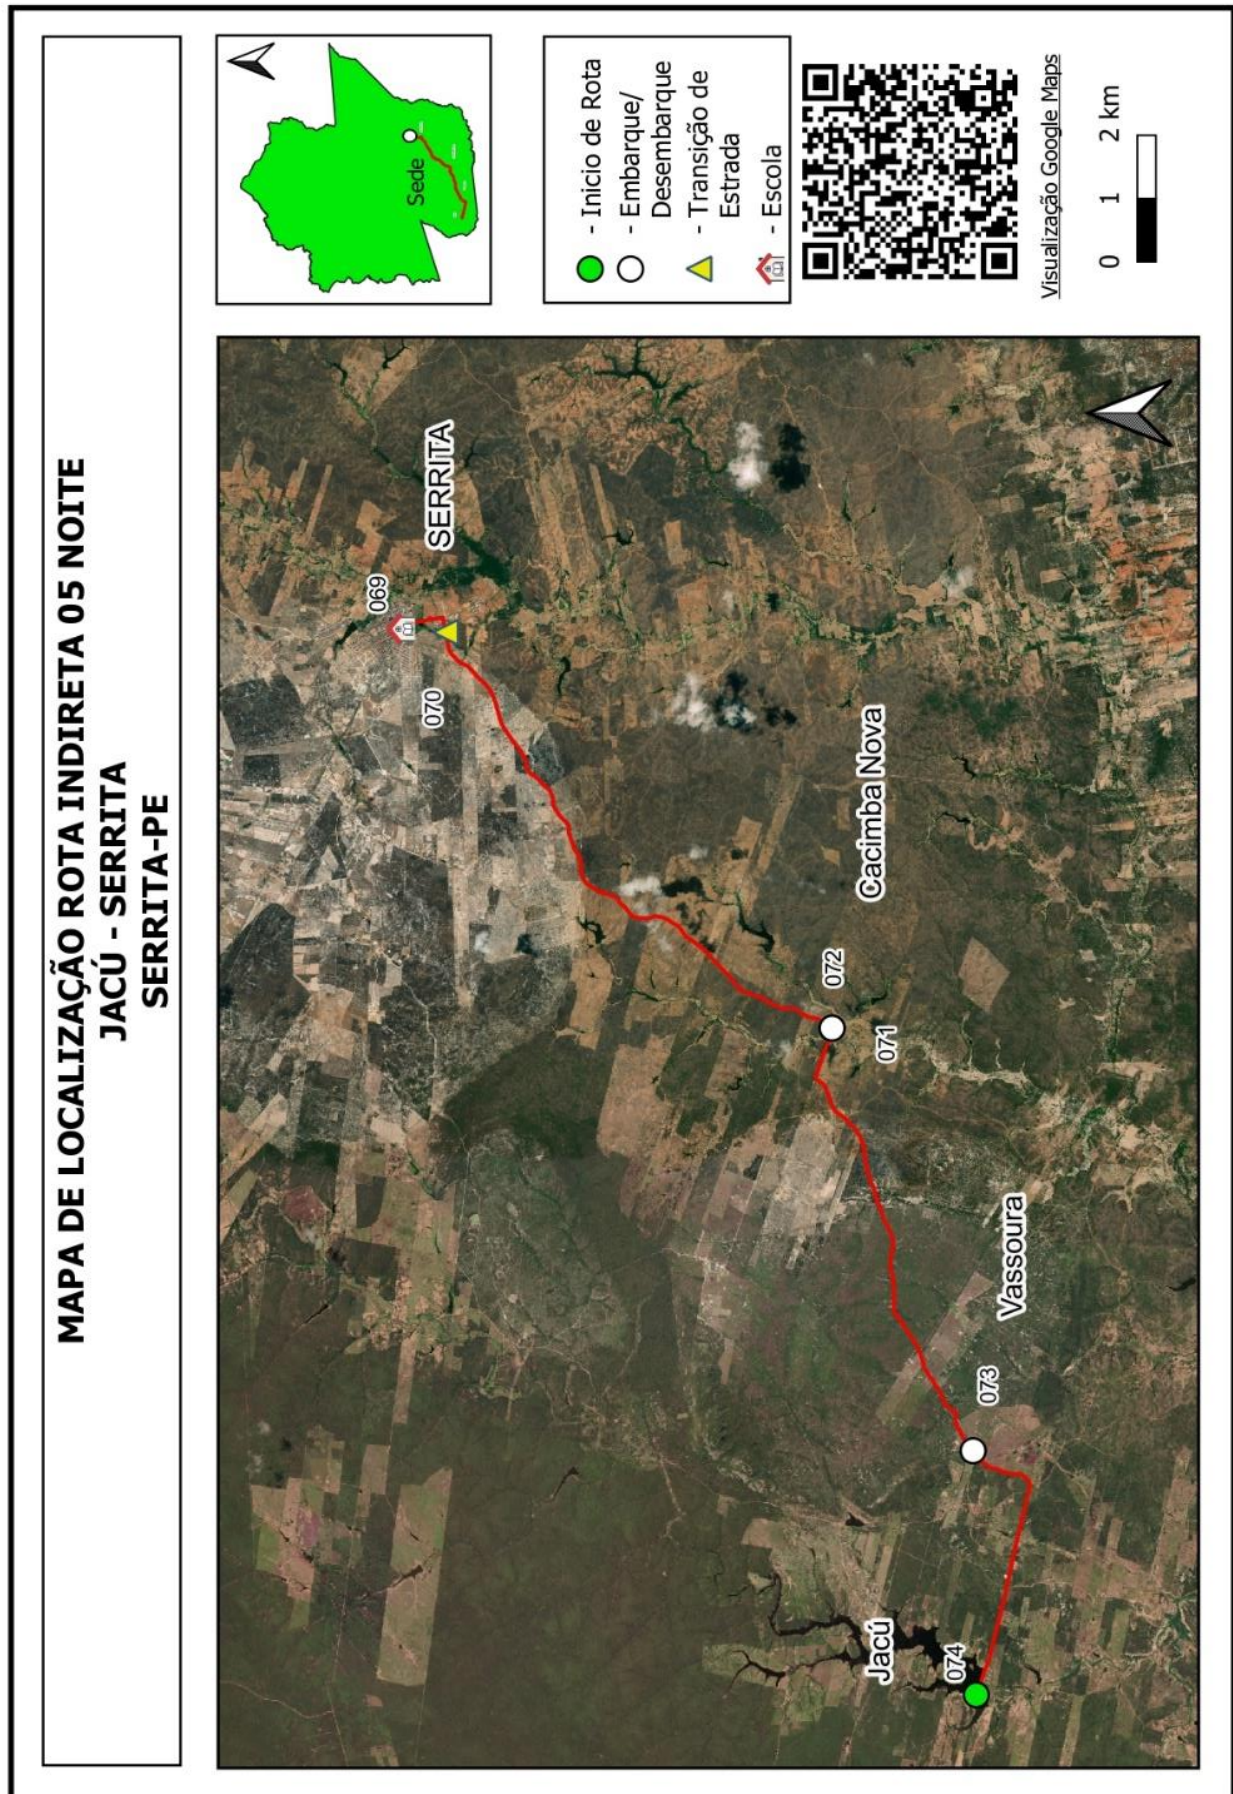 MAPA DE LOCALIZAÇÃO ROTA INDIRETA 05 NOITE
JACÚ - SERRITA
SERRITA-PE
Sede
- Inicio de Rota
- Embarque/
Desembarque
- Transição de
Estrada
- Escola
Visualização Google Maps
0 1 2 km
069
SERRITA
070
Cacimba Nova
072
071
Vassoura
073
Jacú
074